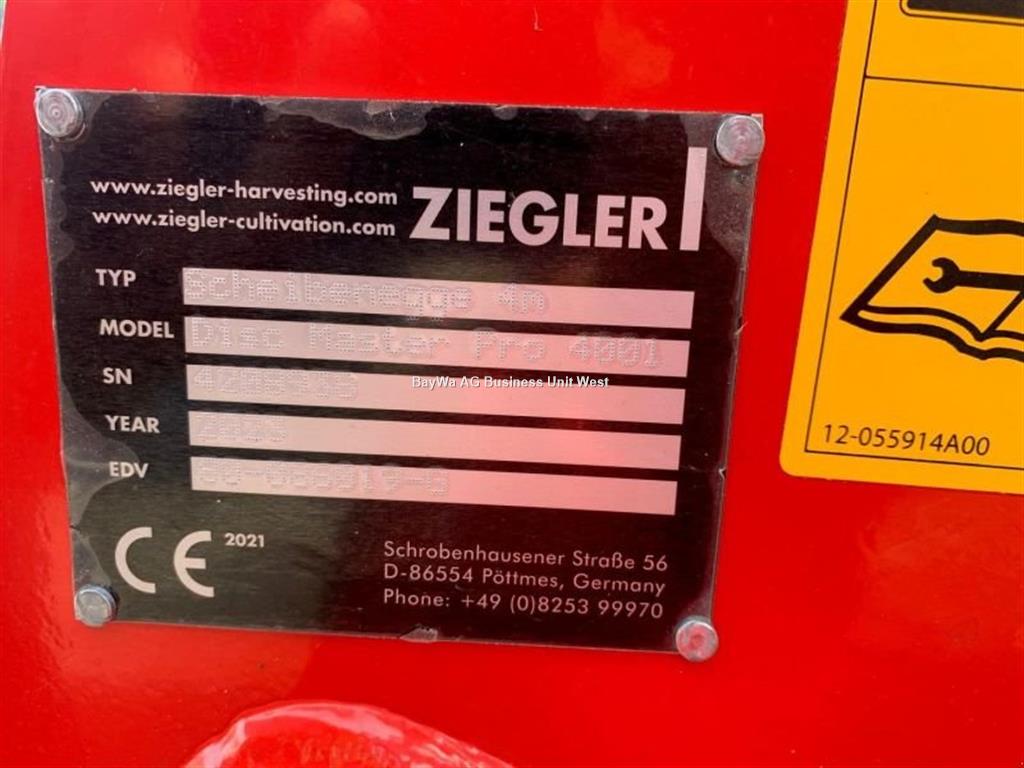 www.ziegler-harvesting.com
www.ziegler-cultivation.com
ZIEGLER
TYP Scheibenegge 4m
MODEL Disc Master Pro 4001
SN
BayWa AG Business Unit West
YEAR
EDV
CE 2021
Schrobenhausener Straße 56
D-86554 Pöttmes, Germany
Phone: +49 (0)8253 99970
12-055914A00